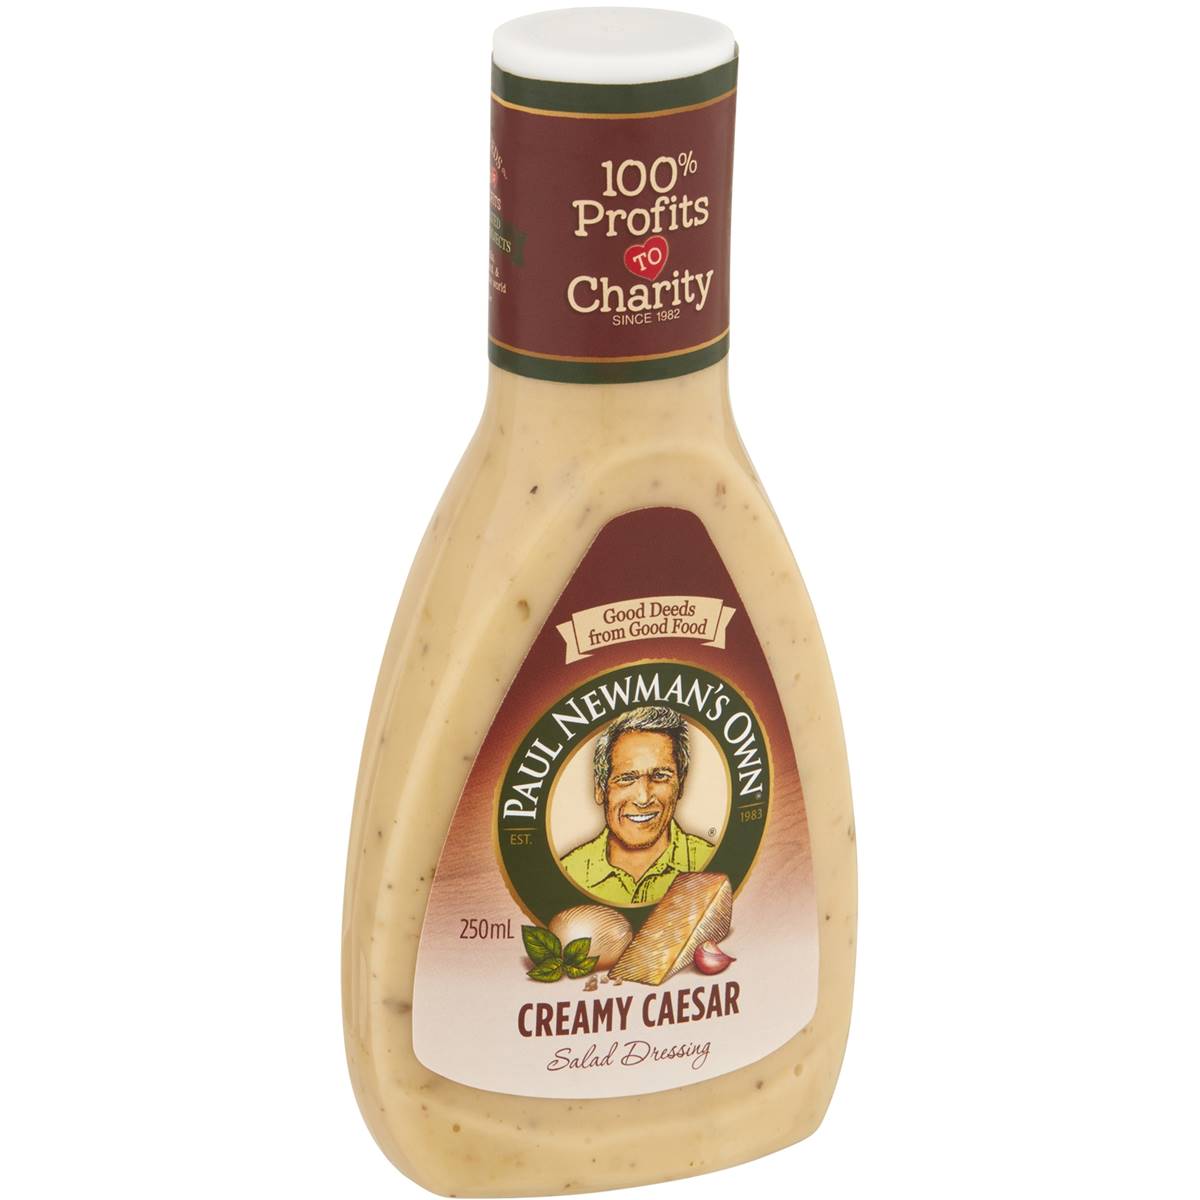 100%
Profits
TO
Charity
SINCE 1982
Good Deeds
from Good Food
PAUL NEWMAN'S OWN®
EST. 1983
®
250mL
CREAMY CAESAR
Salad Dressing
&
world